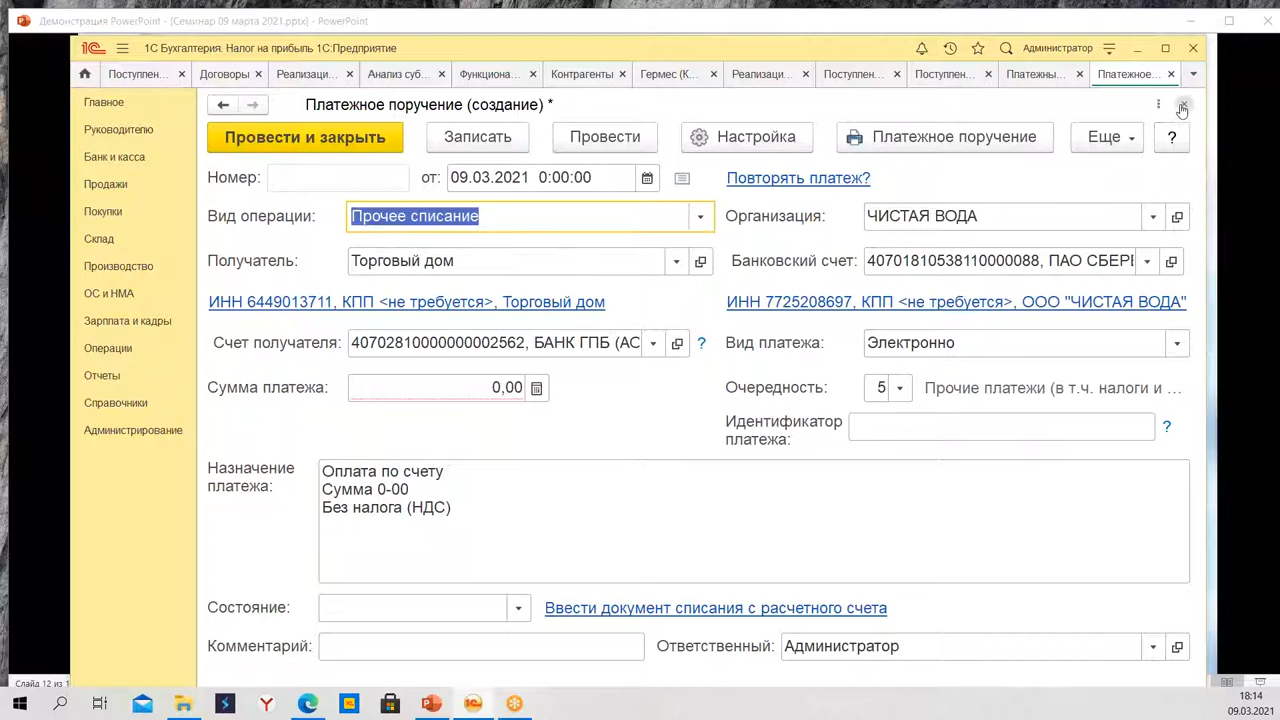 Демонстрация PowerPoint - [Семинар 09 марта 2021.pptx] - PowerPoint
1С Бухгалтерия. Налог на прибыль 1С:Предприятие
Администратор
Поступлен...
Договоры
Реализаци...
Анализ суб...
Функциона...
Контрагенты
Гермес (К...
Реализаци...
Поступлен...
Поступлен...
Платежны...
Платежное...
Главное
Руководителю
Банк и касса
Продажи
Покупки
Склад
Производство
ОС и НМА
Зарплата и кадры
Операции
Отчеты
Справочники
Администрирование
Платежное поручение (создание) *
Провести и закрыть
Записать
Провести
Настройка
Платежное поручение
Еще
?
Номер:
от: 09.03.2021 0:00:00
Повторять платеж?
Вид операции: Прочее списание
Организация: ЧИСТАЯ ВОДА
Получатель: Торговый дом
Банковский счет: 40701810538110000088, ПАО СБЕРЕ
ИНН 6449013711, КПП <не требуется>, Торговый дом
ИНН 7725208697, КПП <не требуется>, ООО "ЧИСТАЯ ВОДА"
Счет получателя: 40702810000000002562, БАНК ГПБ (АС
?
Вид платежа: Электронно
Сумма платежа: 0,00
Очередность: 5 Прочие платежи (в т.ч. налоги и ...
Идентификатор
платежа:
?
Назначение
платежа:
Оплата по счету
Сумма 0-00
Без налога (НДС)
Состояние:
Ввести документ списания с расчетного счета
Комментарий:
Ответственный: Администратор
Слайд 12 из 1
18:14
09.03.2021